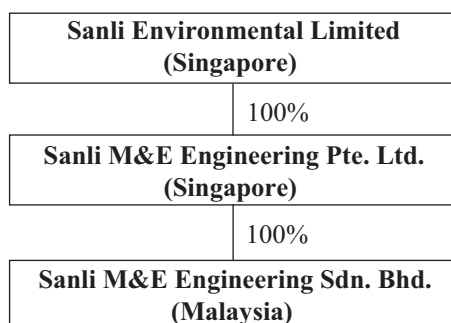 Sanli Environmental Limited
(Singapore)
100%
Sanli M&E Engineering Pte. Ltd.
(Singapore)
100%
Sanli M&E Engineering Sdn. Bhd.
(Malaysia)